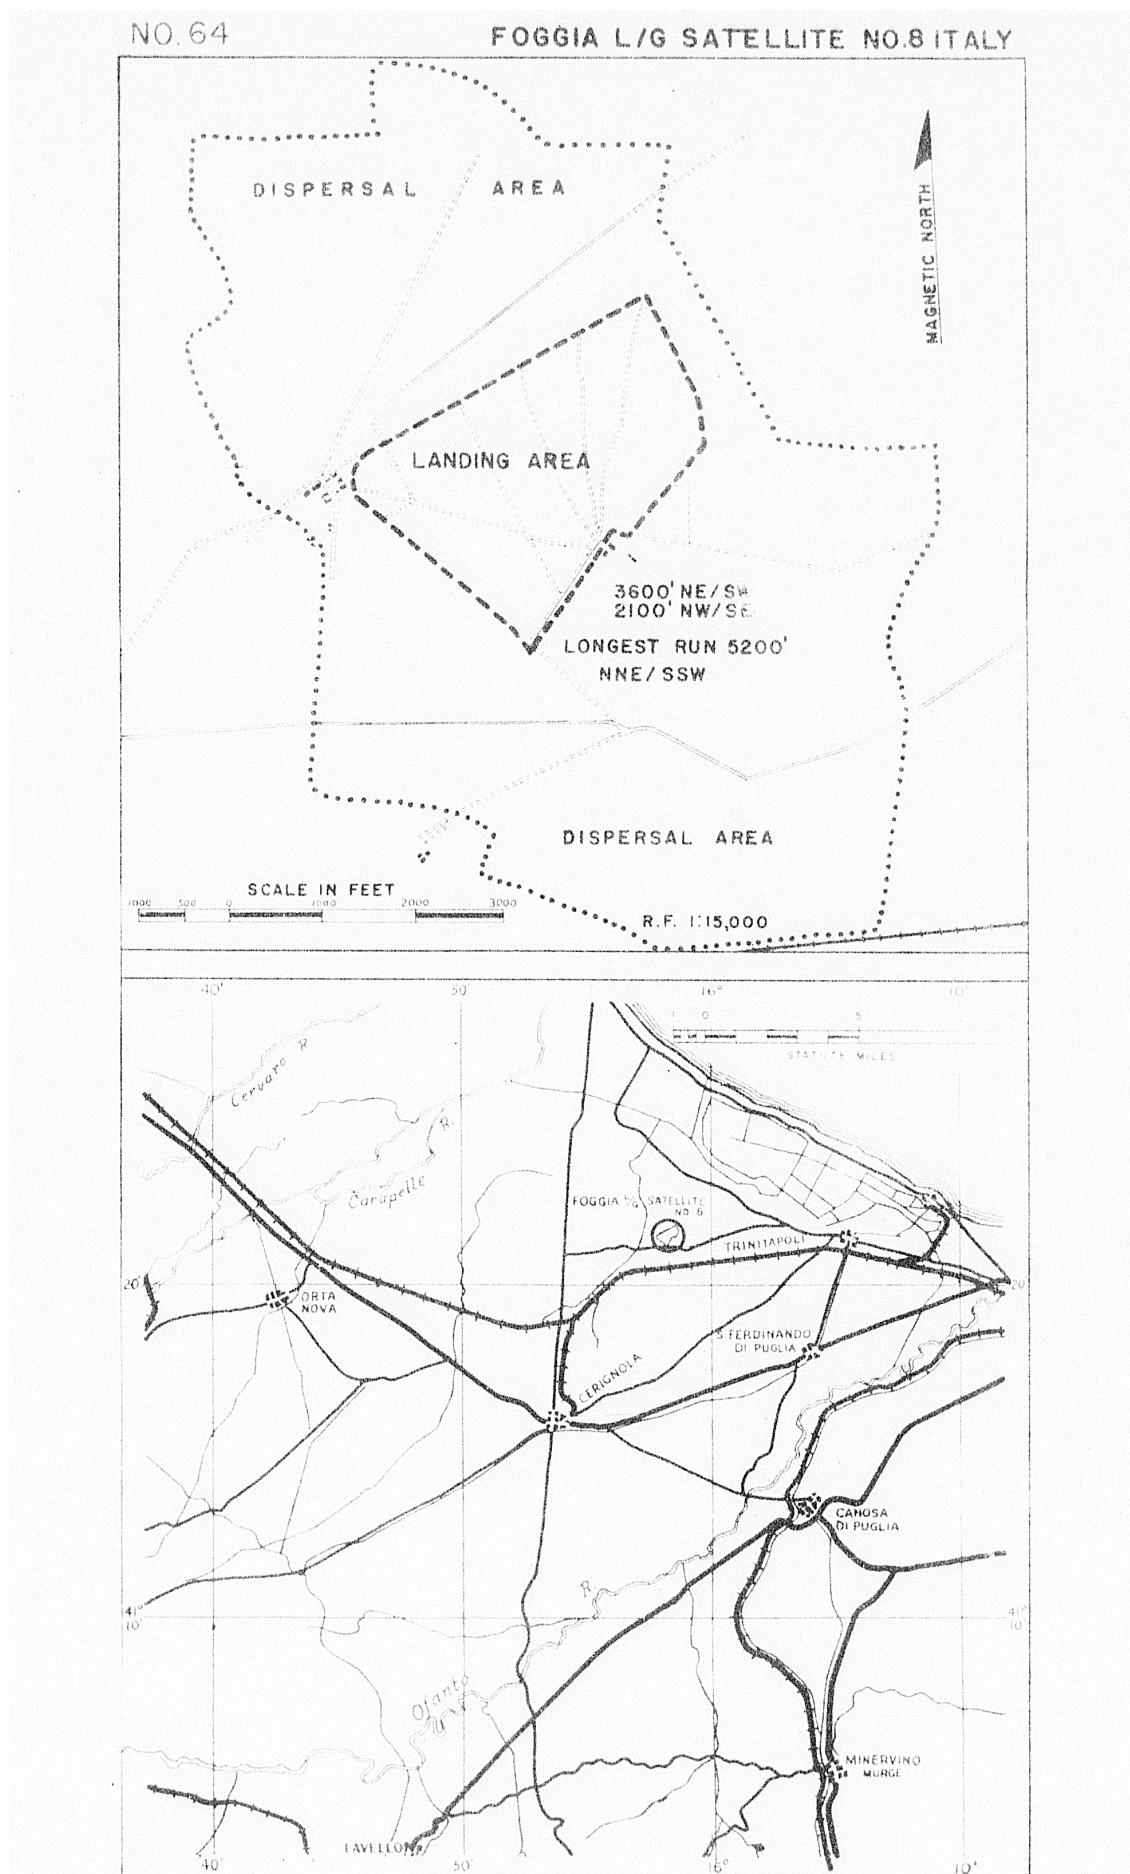 NO. 64
FOGGIA L/G SATELLITE NO.8 ITALY
DISPERSAL AREA
MAGNETIC NORTH
LANDING AREA
3600' NE/SW
2100' NW/SE
LONGEST RUN 5200'
NNE/SSW
DISPERSAL AREA
SCALE IN FEET
1000 500 0 1000 2000 3000
R.F. 1:15,000
40' 50' 16° 10'
1 0 5
STATUTE MILES
Cervaro R
R.
Carapelle
FOGGIA L/G SATELLITE
NO 8
TRINITAPOLI
20'
20'
ORTA
NOVA
S FERDINANDO
DI PUGLIA
CERIGNOLA
CANOSA
DI PUGLIA
R
41°
10'
41°
10'
Ofanto
MINERVINO
MURGE
LAVELLO
40' 50' 16° 10'